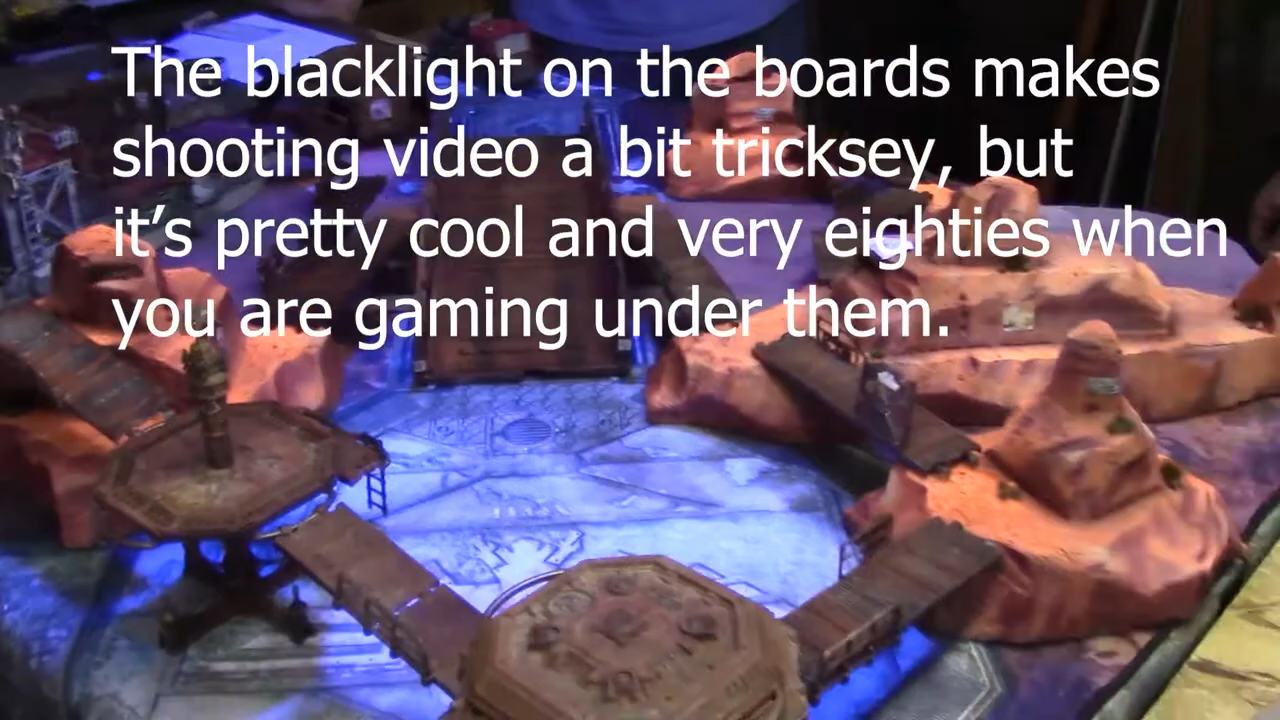 The blacklight on the boards makes
shooting video a bit tricksey, but
it’s pretty cool and very eighties when
you are gaming under them.